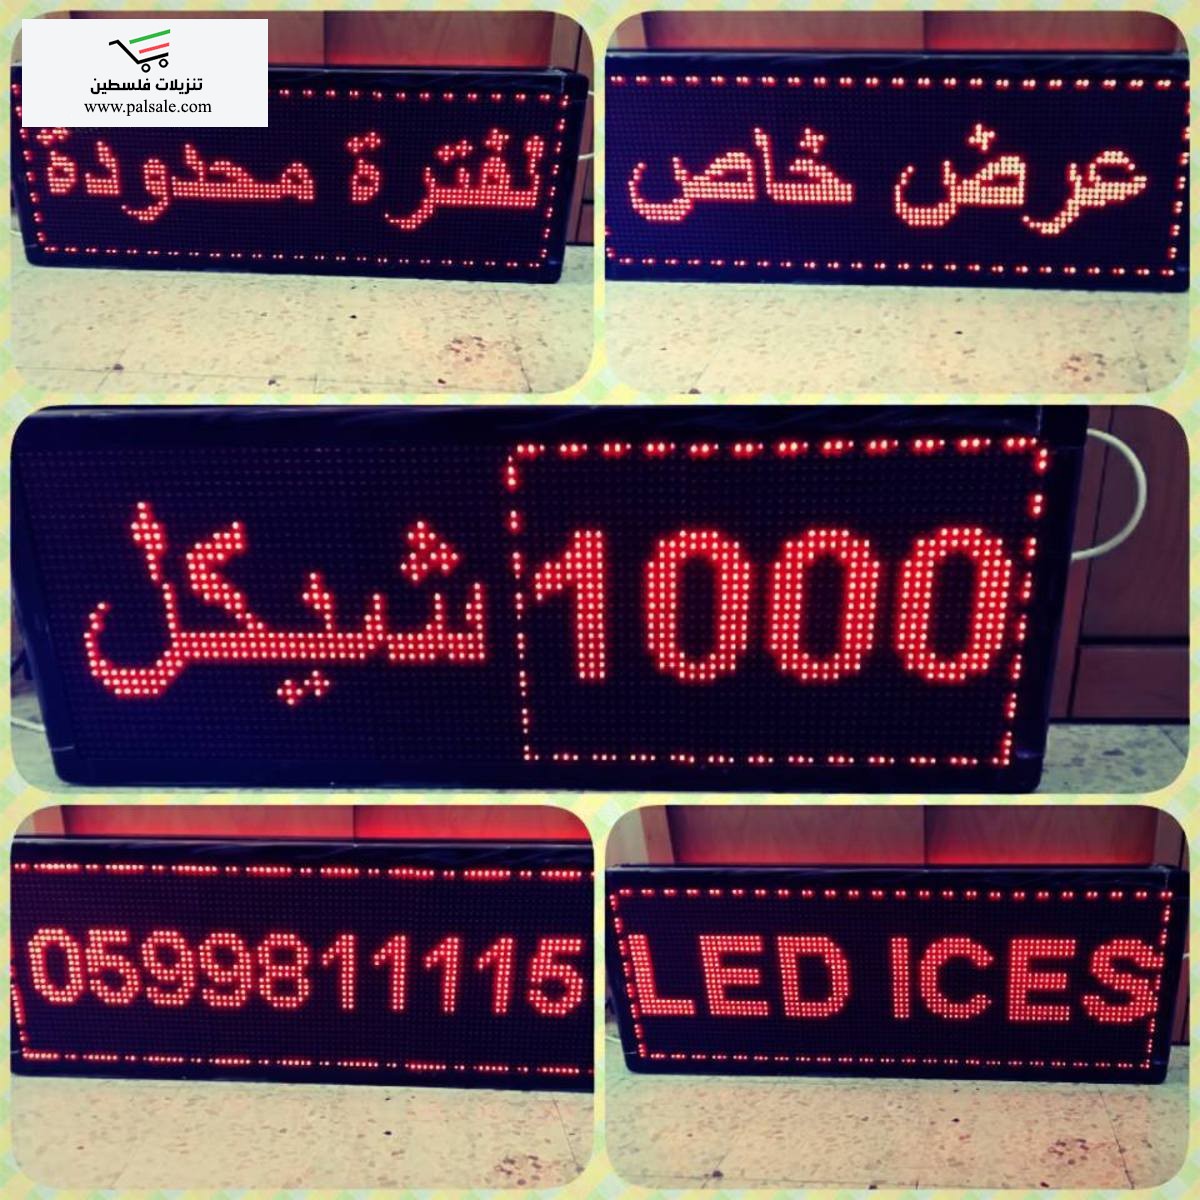 تنزيلات فلسطين
www.palsale.com
عرض خاص
لفترة محدودة
1000 شيكل
0599811115
LED ICES